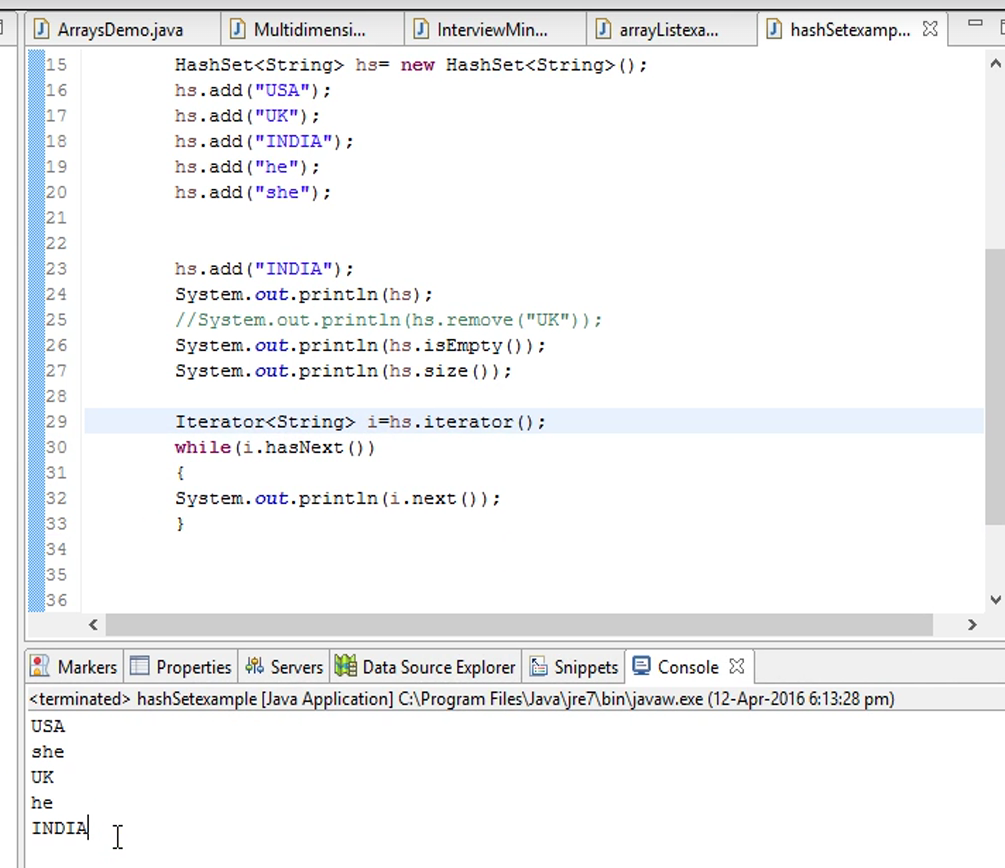 ArraysDemo.java Multidimensi... InterviewMin... arrayListexa... hashSetexamp...
15 HashSet<String> hs= new HashSet<String>();
16 hs.add("USA");
17 hs.add("UK");
18 hs.add("INDIA");
19 hs.add("he");
20 hs.add("she");
21
22
23 hs.add("INDIA");
24 System.out.println(hs);
25 //System.out.println(hs.remove("UK"));
26 System.out.println(hs.isEmpty());
27 System.out.println(hs.size());
28
29 Iterator<String> i=hs.iterator();
30 while(i.hasNext())
31 {
32 System.out.println(i.next());
33 }
34
35
36
Markers Properties Servers Data Source Explorer Snippets Console
<terminated> hashSetexample [Java Application] C:\Program Files\Java\jre7\bin\javaw.exe (12-Apr-2016 6:13:28 pm)
USA
she
UK
he
INDIA